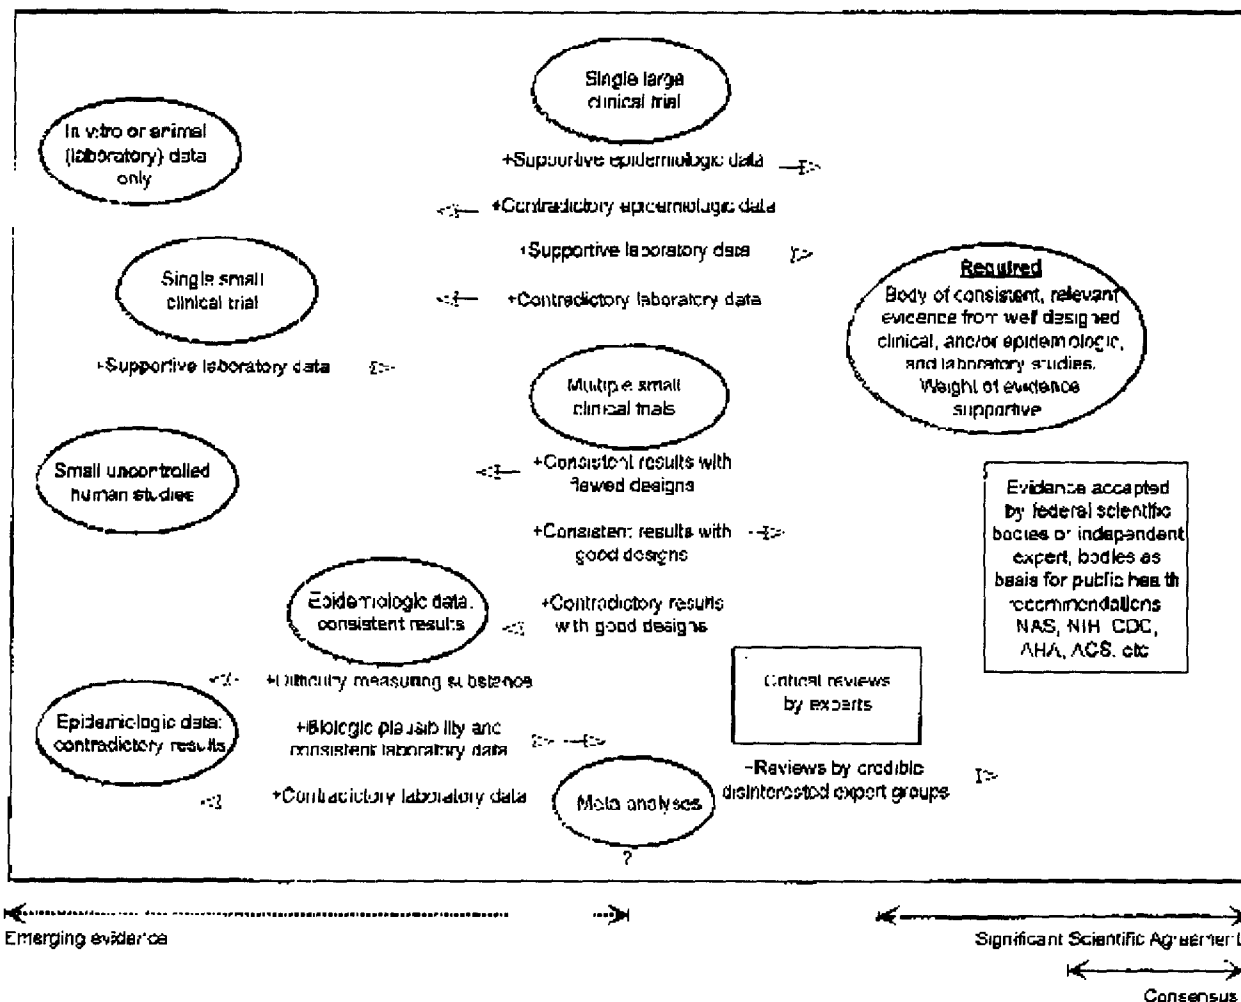 Single large
clinical trial
In vitro or animal
(laboratory) data
only
+Supportive epidemiologic data
+Contradictory epidemiologic data
+Supportive laboratory data
Single small
clinical trial
+Contradictory laboratory data
Required
Body of consistent, relevant
evidence from well designed
clinical, and/or epidemiologic,
and laboratory studies.
Weight of evidence
supportive
+Supportive laboratory data
Multiple small
clinical trials
Small uncontrolled
human studies
+Consistent results with
flawed designs
+Consistent results with
good designs
Evidence accepted
by federal scientific
bodies or independent
expert, bodies as
basis for public health
recommendations
NAS, NIH, CDC,
AHA, ACS, etc
Epidemiologic data:
consistent results
+Contradictory results
with good designs
+Difficulty measuring substance
Critical reviews
by experts
Epidemiologic data:
contradictory results
+Biologic plausibility and
consistent laboratory data
+Reviews by credible
disinterested expert groups
+Contradictory laboratory data
Meta analyses
?
Emerging evidence
Significant Scientific Agreement
Consensus